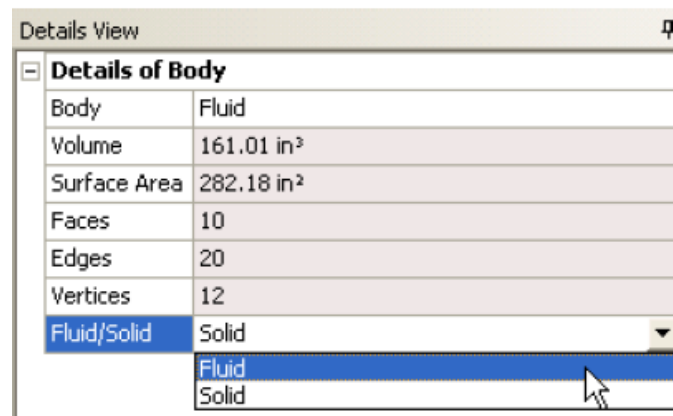 Details View
Details of Body
Body Fluid
Volume 161.01 in³
Surface Area 282.18 in²
Faces 10
Edges 20
Vertices 12
Fluid/Solid Solid
Fluid
Solid